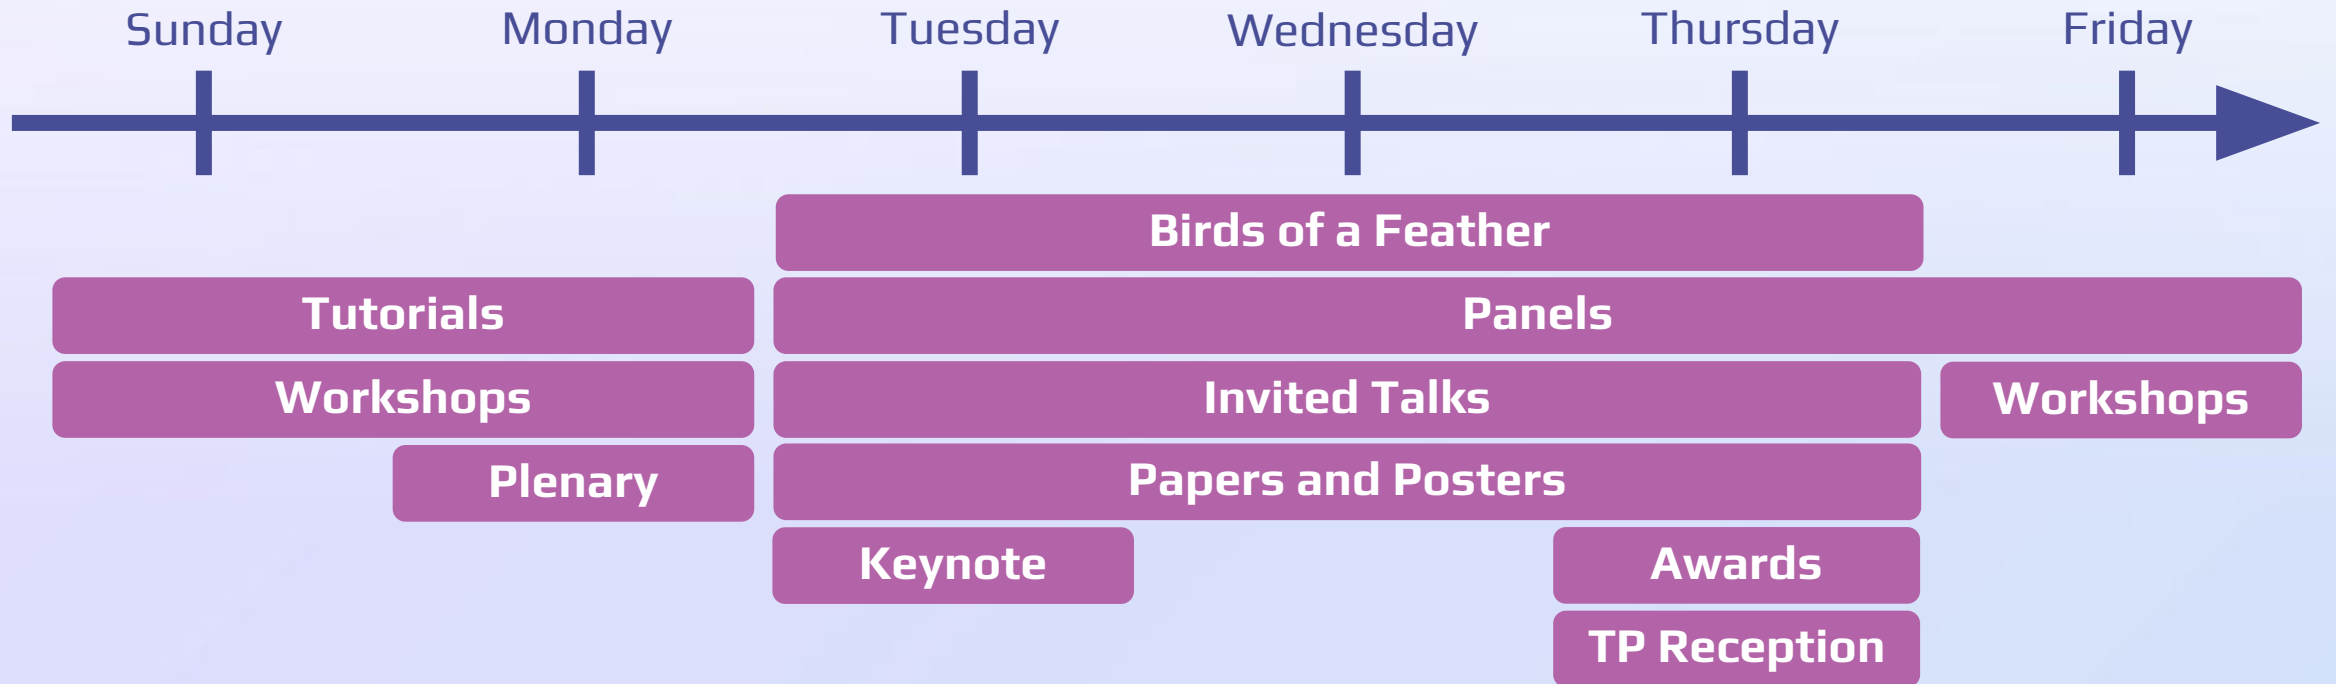 Sunday Monday Tuesday Wednesday Thursday Friday
Birds of a Feather
Tutorials Panels
Workshops Invited Talks Workshops
Plenary Papers and Posters
Keynote Awards
TP Reception